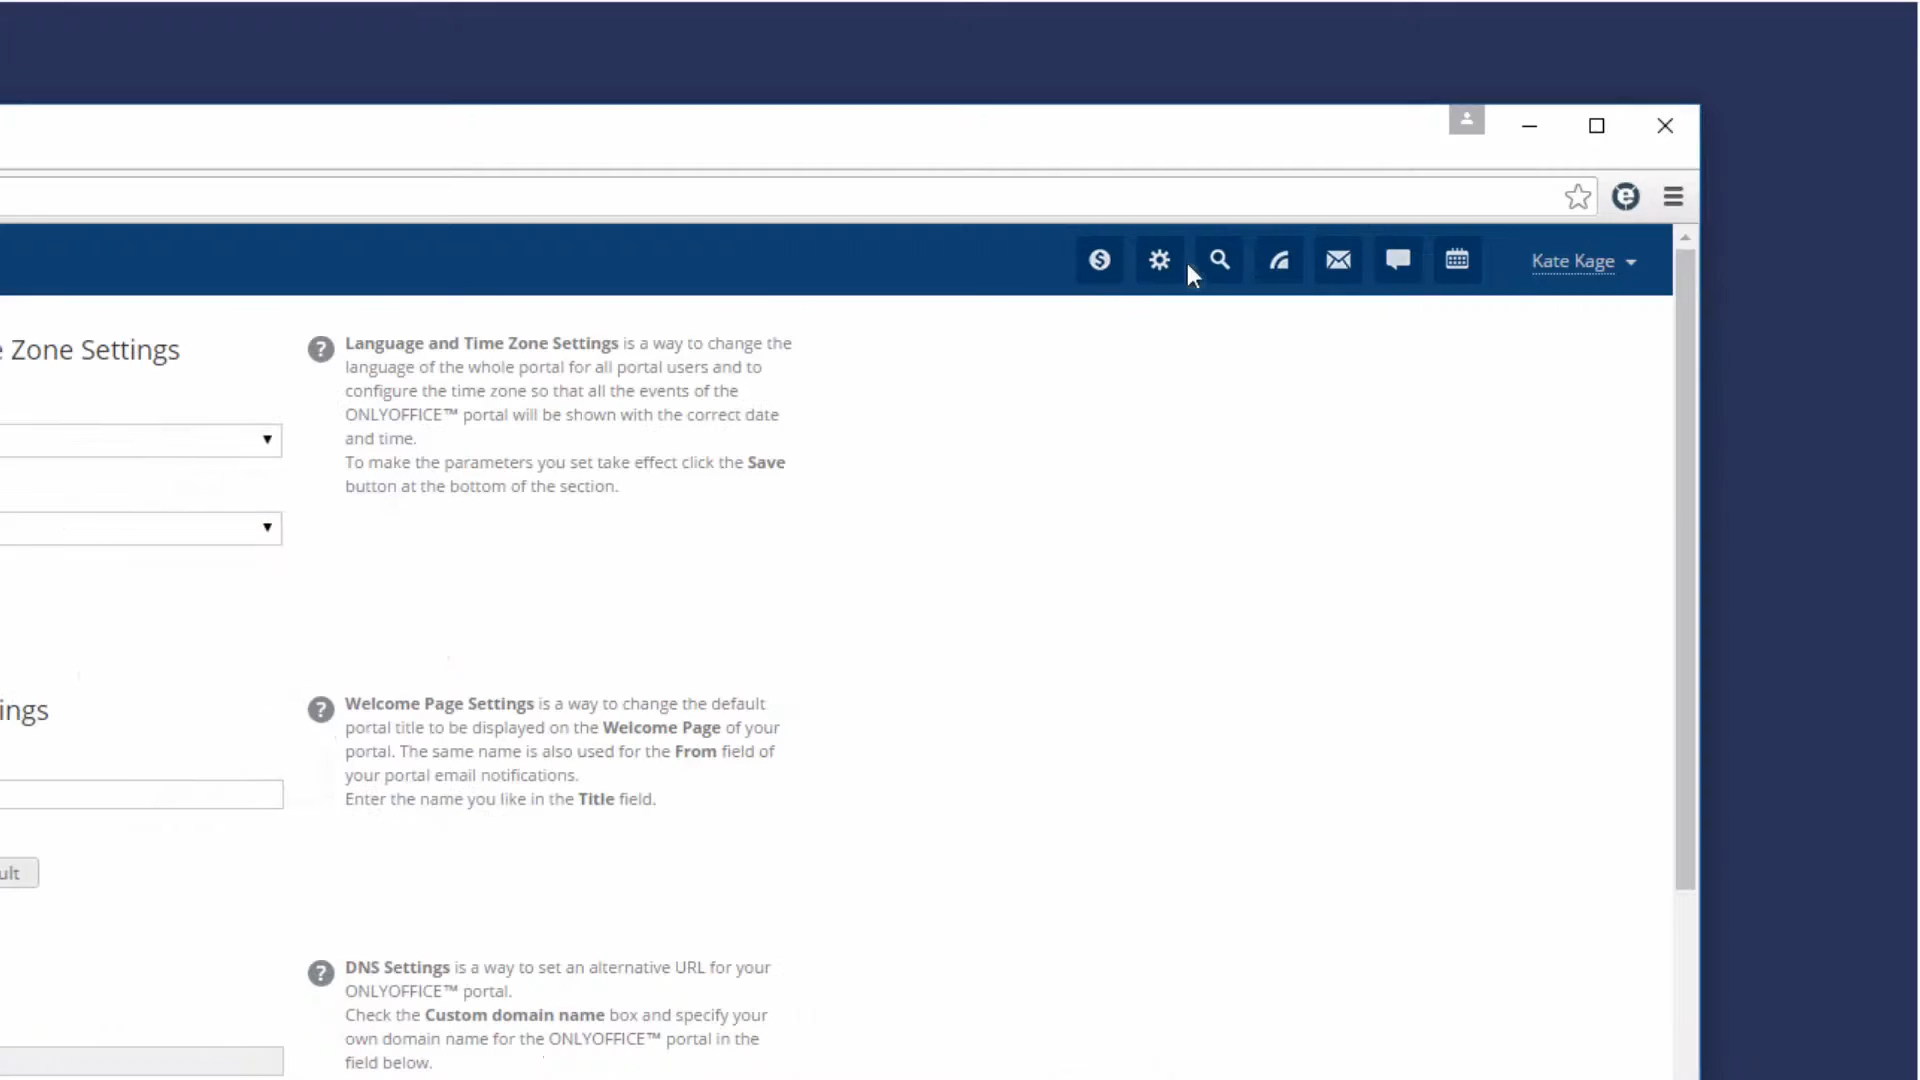 Kate Kage
e Zone Settings
Language and Time Zone Settings is a way to change the
language of the whole portal for all portal users and to
configure the time zone so that all the events of the
ONLYOFFICE™ portal will be shown with the correct date
and time.
To make the parameters you set take effect click the Save
button at the bottom of the section.
ings
Welcome Page Settings is a way to change the default
portal title to be displayed on the Welcome Page of your
portal. The same name is also used for the From field of
your portal email notifications.
Enter the name you like in the Title field.
ult
DNS Settings is a way to set an alternative URL for your
ONLYOFFICE™ portal.
Check the Custom domain name box and specify your
own domain name for the ONLYOFFICE™ portal in the
field below.